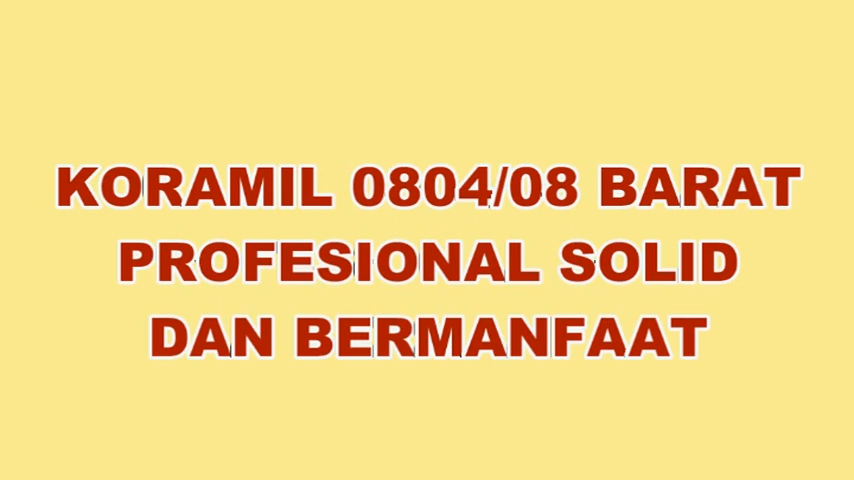 KORAMIL 0804/08 BARAT
PROFESIONAL SOLID
DAN BERMANFAAT